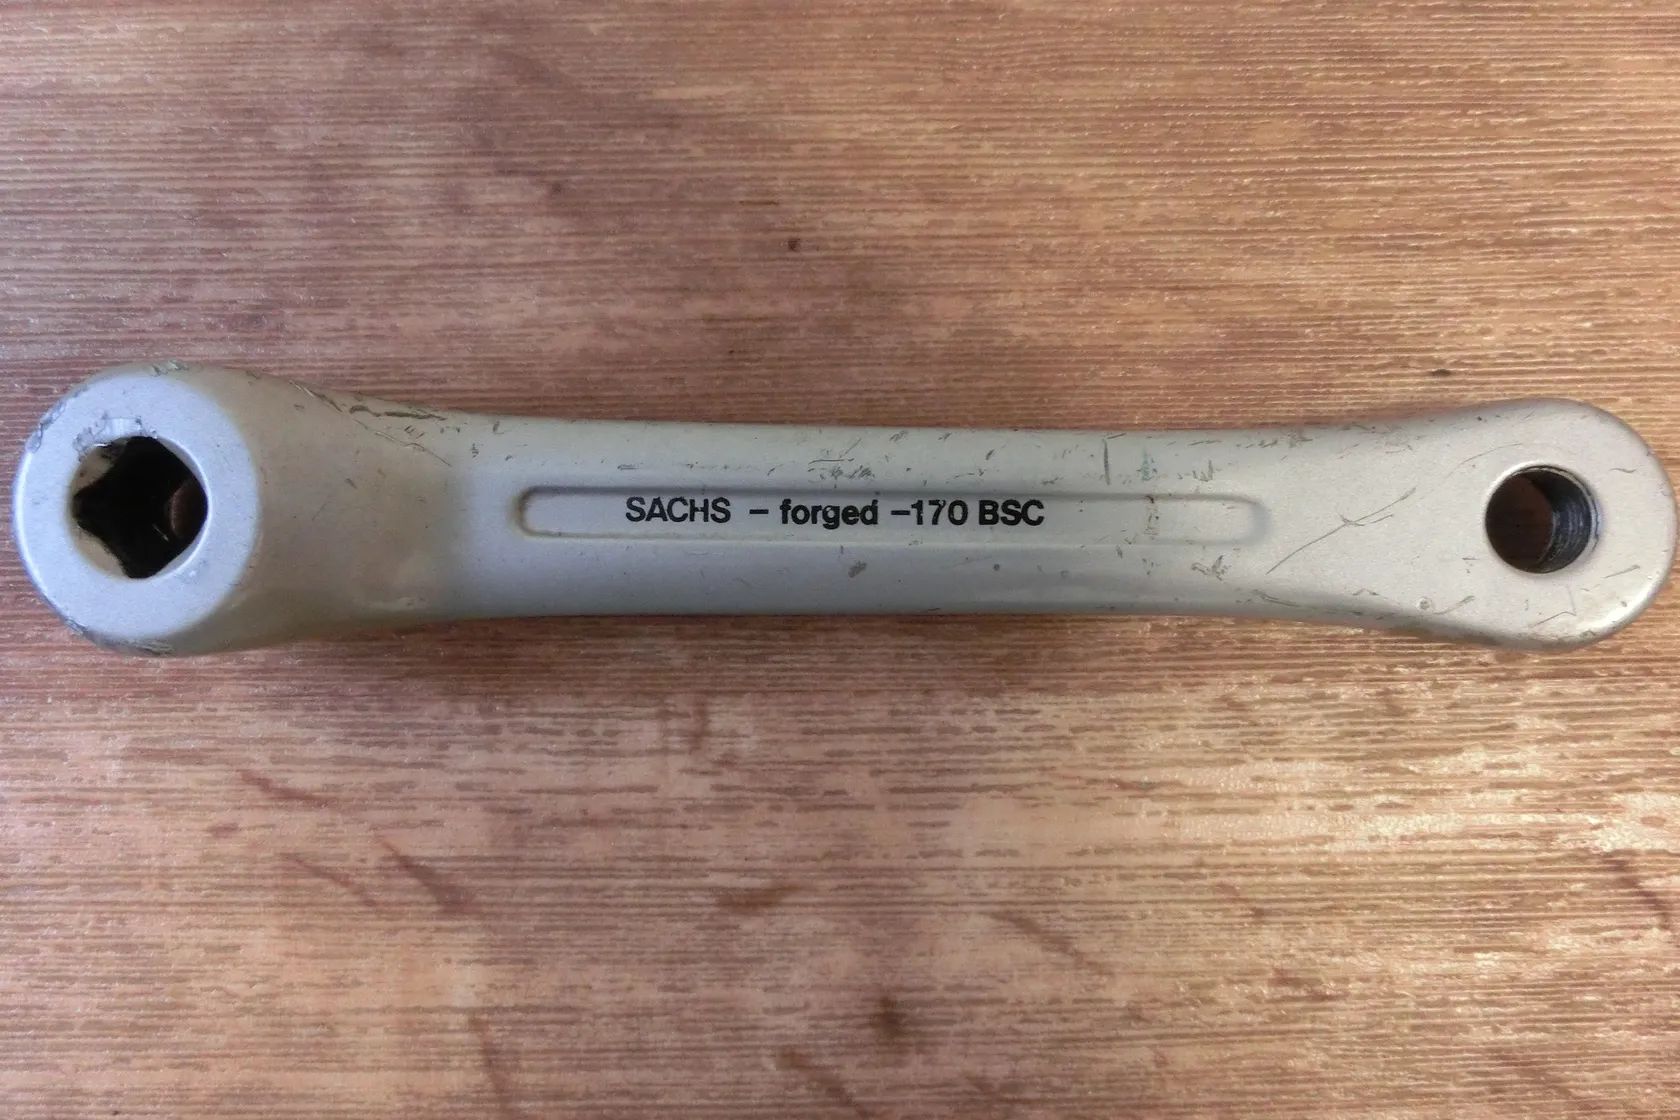 SACHS - forged -170 BSC